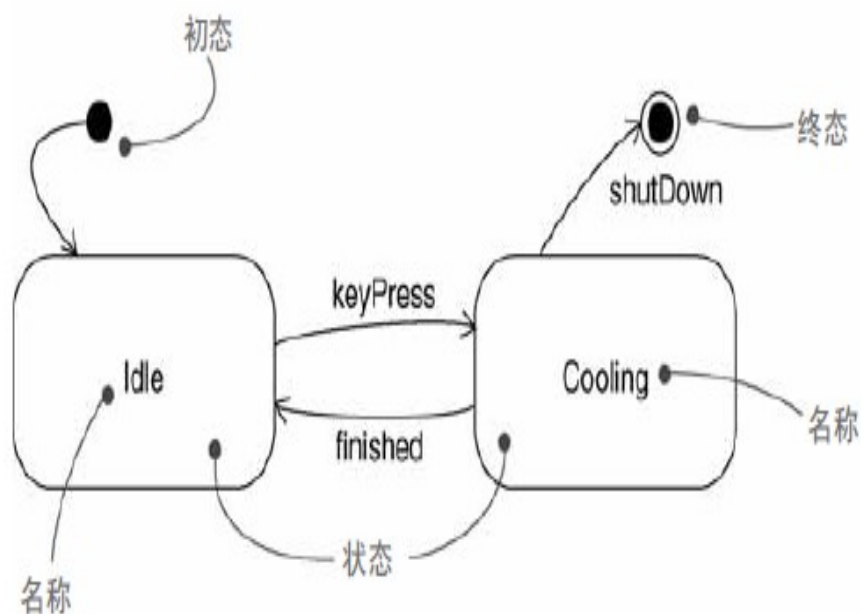 初态
终态
shutDown
keyPress
Idle
Cooling
名称
finished
状态
名称